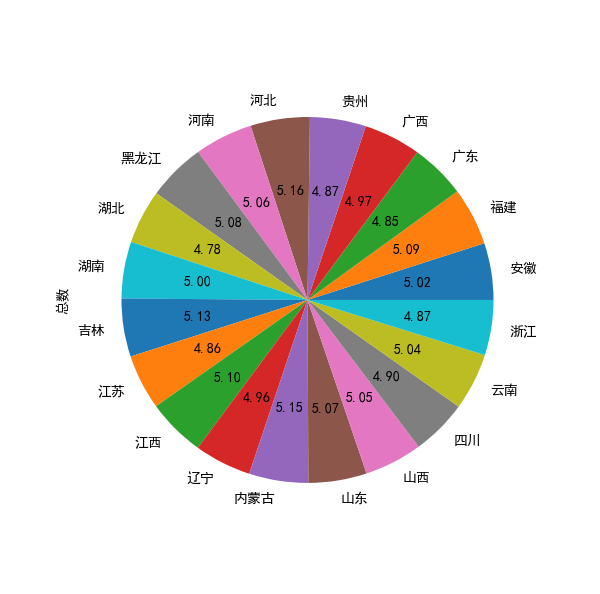 河北
贵州
河南
广西
黑龙江
广东
湖北
福建
湖南
安徽
总数
吉林
浙江
江苏
云南
江西
四川
辽宁
山西
内蒙古
山东
5.16
4.87
5.06
4.97
5.08
4.85
4.78
5.09
5.00
5.02
5.13
4.87
4.86
5.04
5.10
4.90
4.96
5.05
5.15
5.07